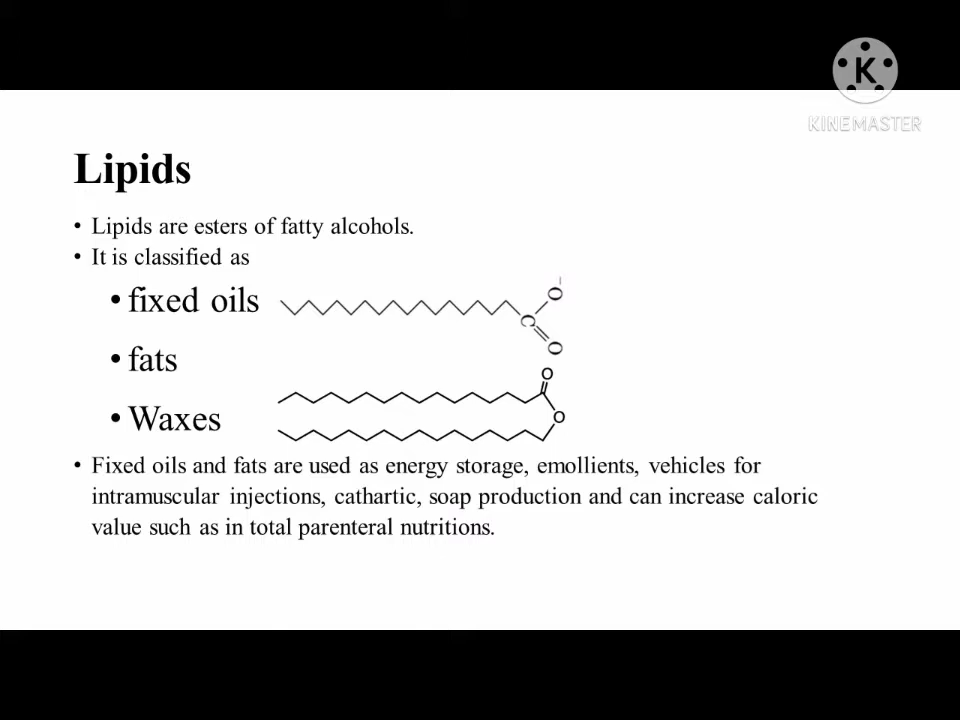 K
KINEMASTER
Lipids
• Lipids are esters of fatty alcohols.
• It is classified as
• fixed oils
O
-
C
O
• fats
O
• Waxes
O
• Fixed oils and fats are used as energy storage, emollients, vehicles for
intramuscular injections, cathartic, soap production and can increase caloric
value such as in total parenteral nutritions.